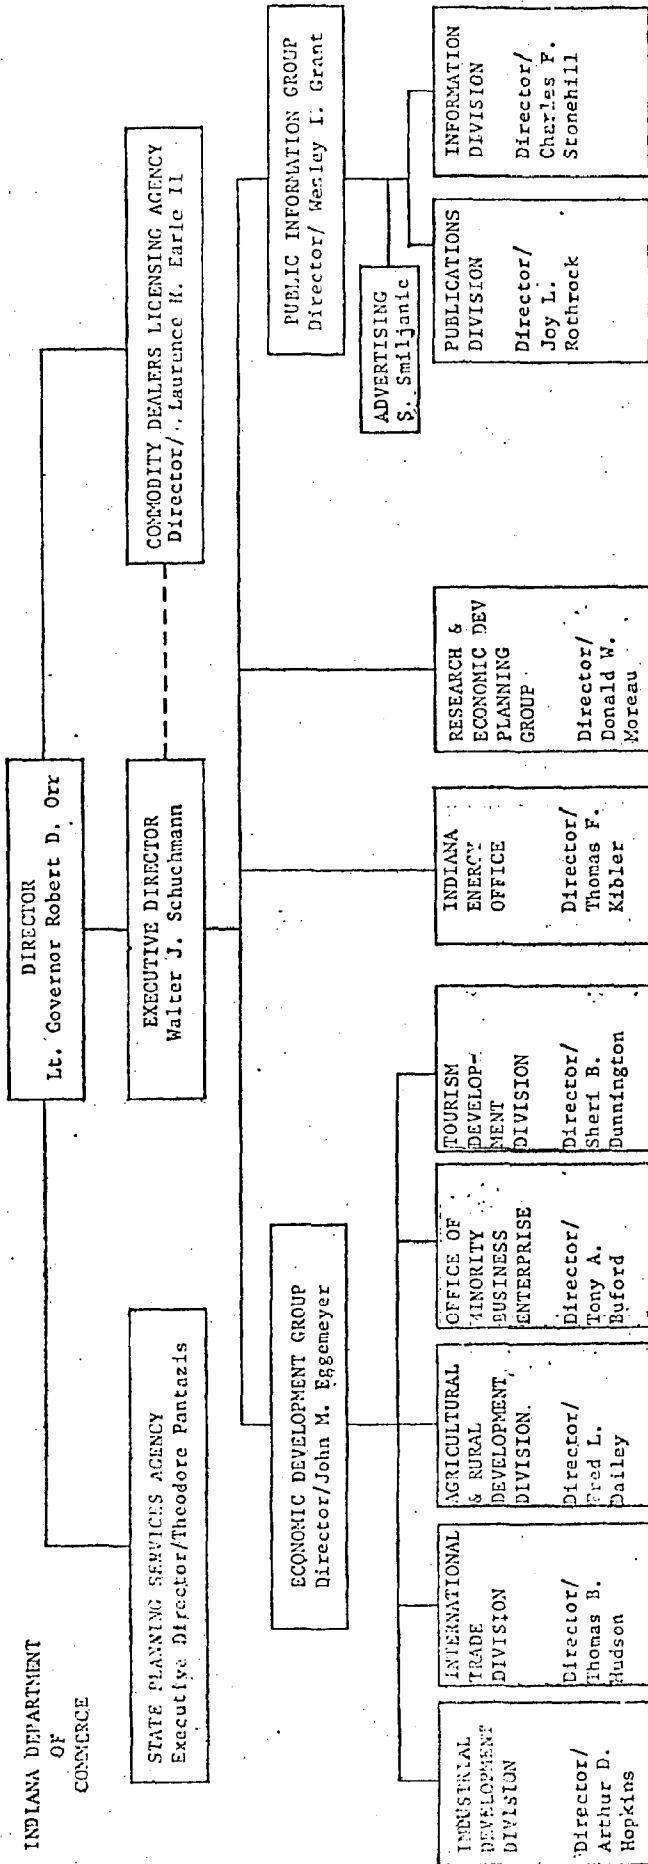 INDIANA DEPARTMENT
OF
COMMERCE
DIRECTOR
Lt. Governor Robert D. Orr
STATE PLANNING SERVICES AGENCY
Executive Director/Theodore Pantazis
EXECUTIVE DIRECTOR
Walter J. Schuchmann
COMMODITY DEALERS LICENSING AGENCY
Director/ Laurence H. Earle II
ECONOMIC DEVELOPMENT GROUP
Director/John M. Eggemeyer
PUBLIC INFORMATION GROUP
Director/ Wesley I. Grant
ADVERTISING
S. Smiljanic
INDUSTRIAL
DEVELOPMENT
DIVISION
Director/
Arthur D.
Hopkins
INTERNATIONAL
TRADE
DIVISION
Director/
Thomas B.
Hudson
AGRICULTURAL
& RURAL
DEVELOPMENT
DIVISION
Director/
Fred L.
Dailey
OFFICE OF
MINORITY
BUSINESS
ENTERPRISE
Director/
Tony A.
Buford
TOURISM
DEVELOP-
MENT
DIVISION
Director/
Sheri B.
Dunnington
INDIANA
ENERGY
OFFICE
Director/
Thomas F.
Kibler
RESEARCH &
ECONOMIC DEV
PLANNING
GROUP
Director/
Donald W.
Moreau
PUBLICATIONS
DIVISION
Director/
Joy L.
Rothrock
INFORMATION
DIVISION
Director/
Charles F.
Stonehill